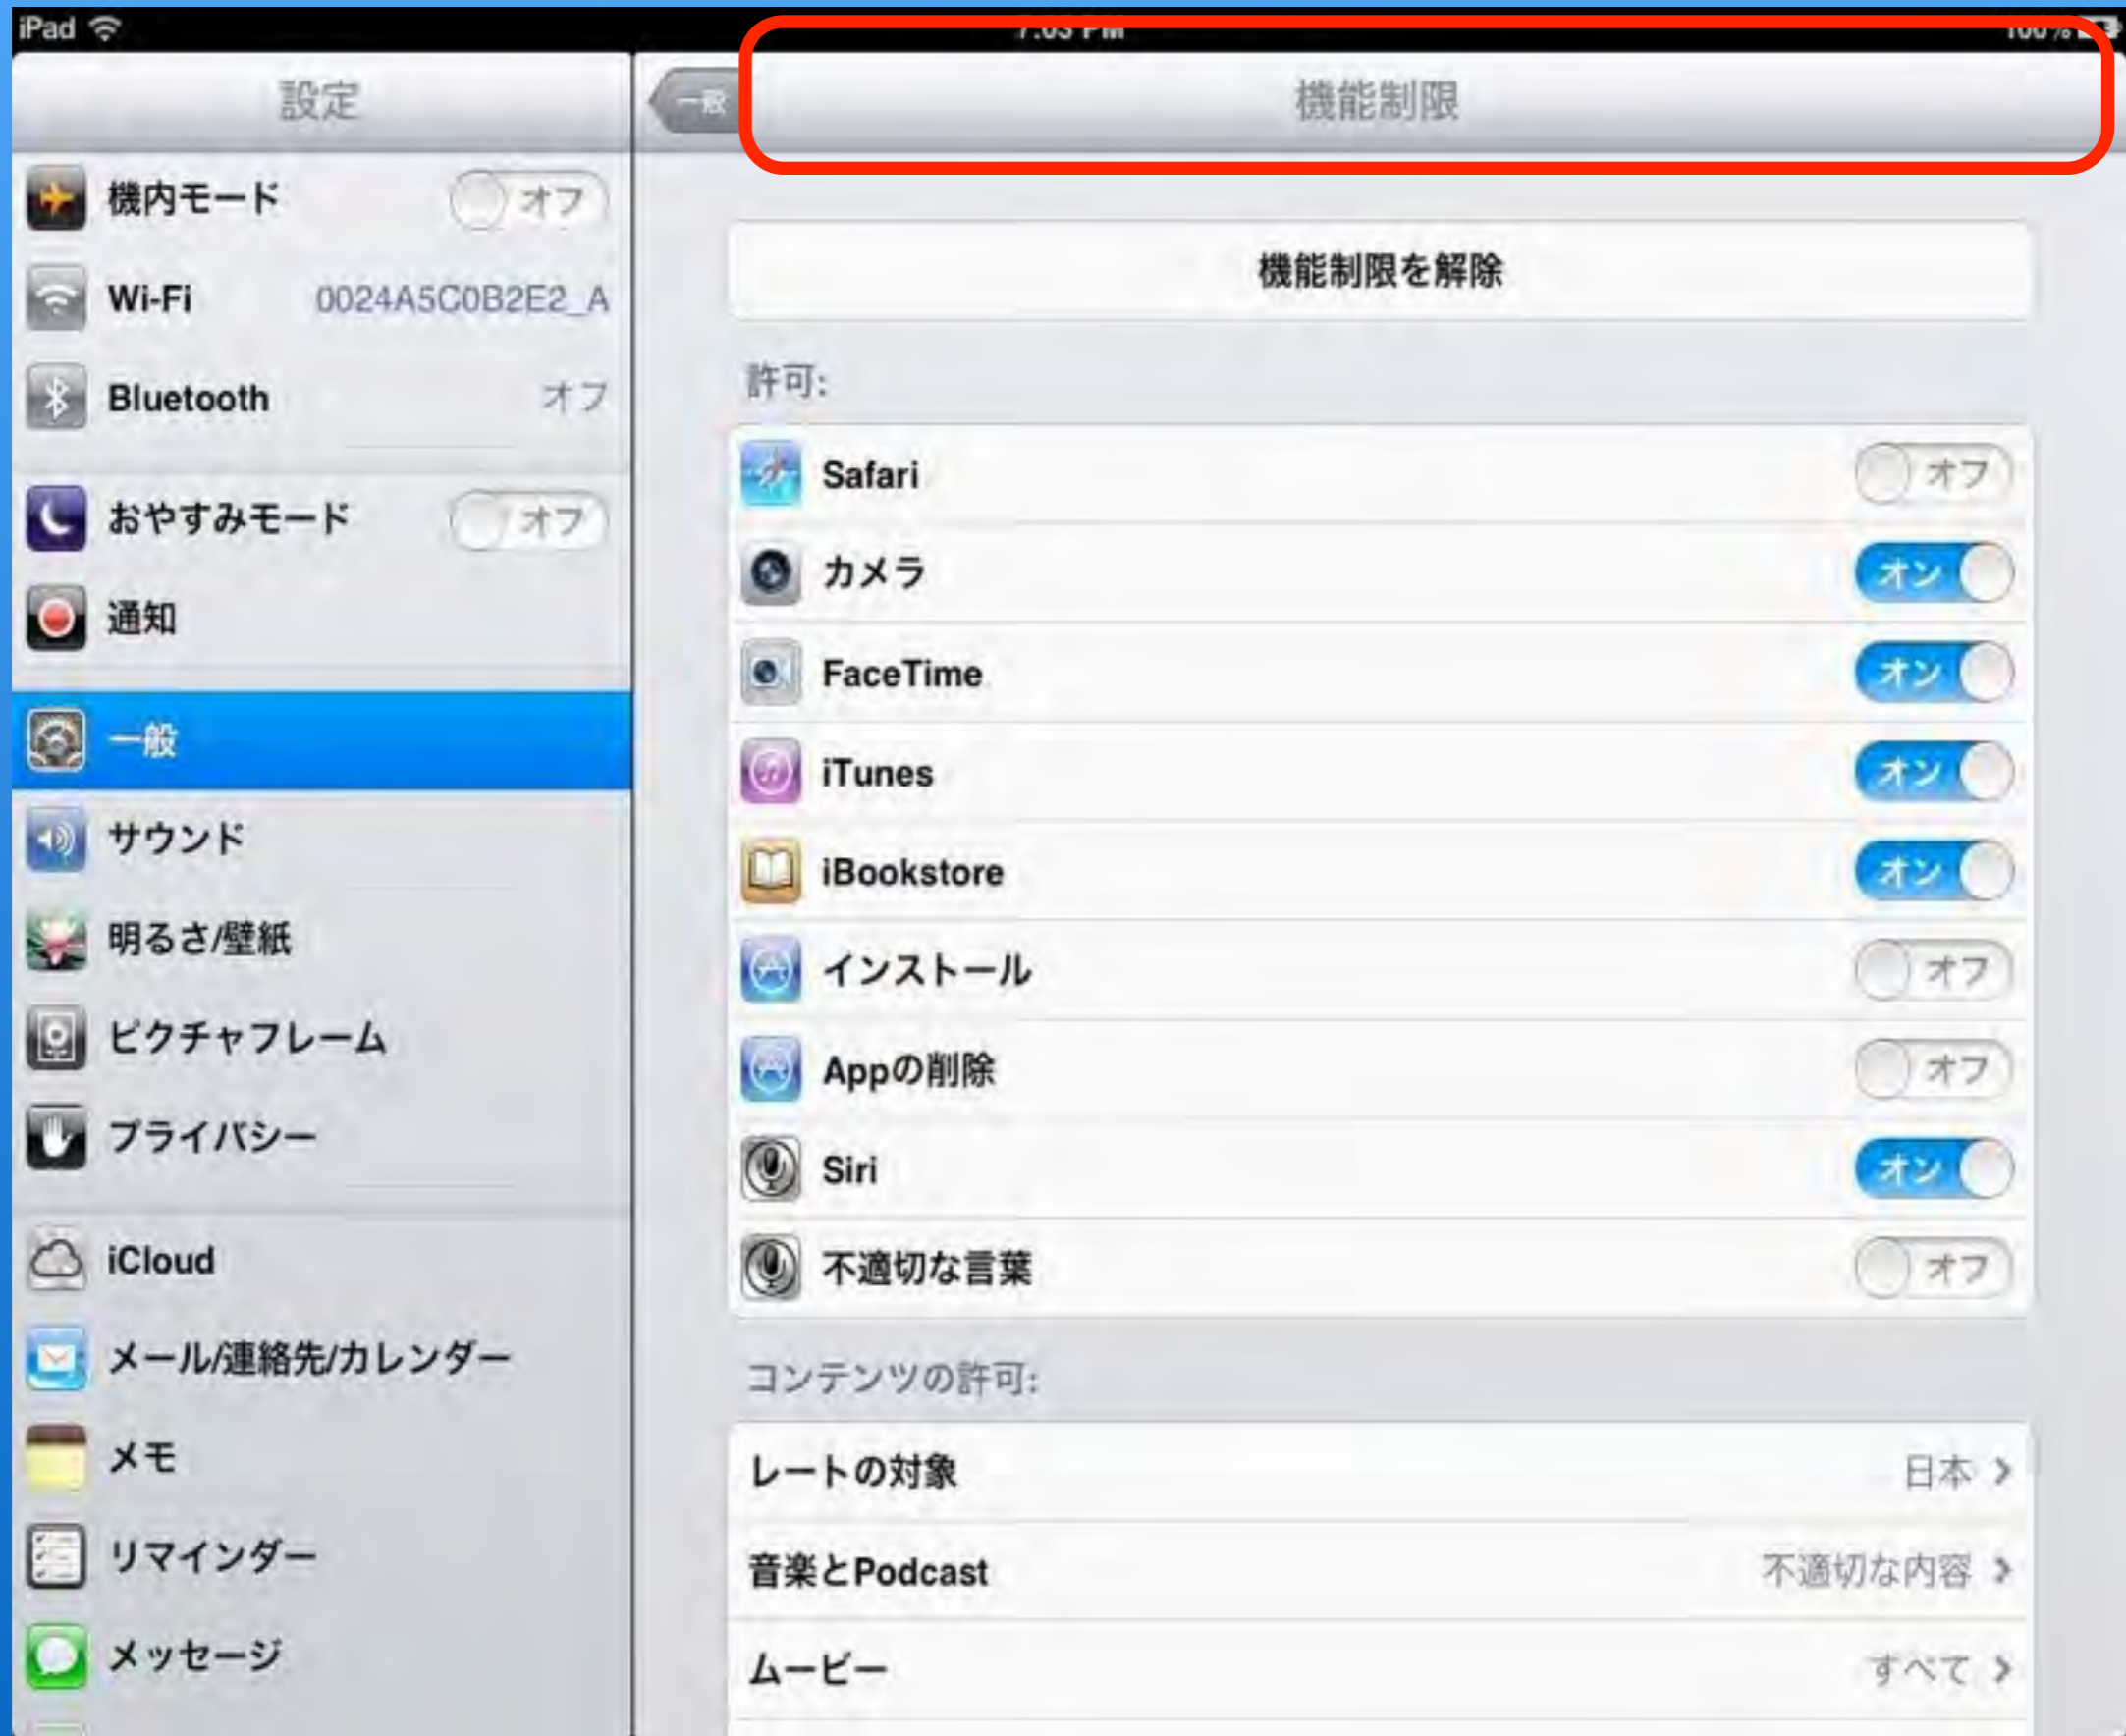 iPad
7:03 PM
100%
設定
機内モード オフ
Wi-Fi 0024A5C0B2E2_A
Bluetooth オフ
おやすみモード オフ
通知
一般
サウンド
明るさ/壁紙
ピクチャフレーム
プライバシー
iCloud
メール/連絡先/カレンダー
メモ
リマインダー
メッセージ
一般
機能制限
機能制限を解除
許可:
Safari オフ
カメラ オン
FaceTime オン
iTunes オン
iBookstore オン
インストール オフ
Appの削除 オフ
Siri オン
不適切な言葉 オフ
コンテンツの許可:
レートの対象 日本
音楽とPodcast 不適切な内容
ムービー すべて